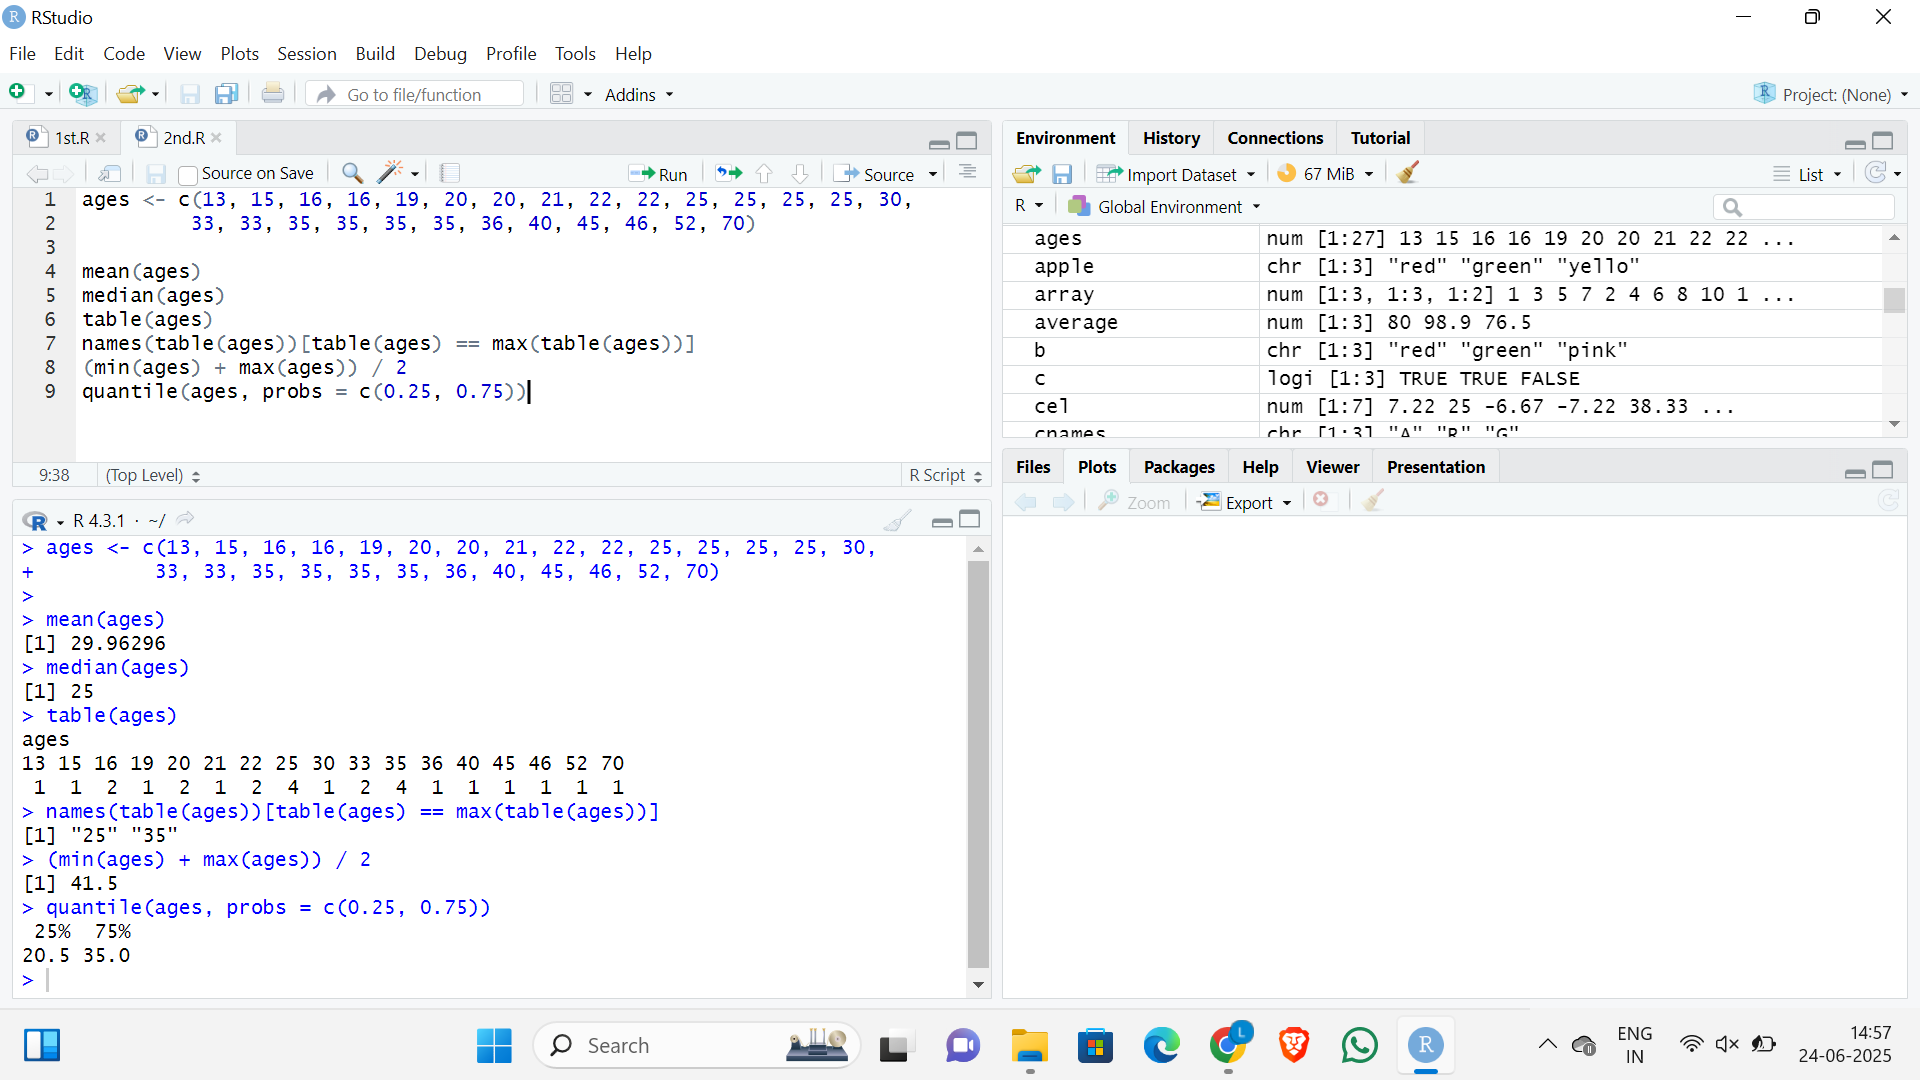 RStudio
File Edit Code View Plots Session Build Debug Profile Tools Help
Go to file/function Addins Project: (None)
1st.R 2nd.R
Source on Save Run Source
1 ages <- c(13, 15, 16, 16, 19, 20, 20, 21, 22, 22, 25, 25, 25, 25, 30,
2 33, 33, 35, 35, 35, 35, 36, 40, 45, 46, 52, 70)
3
4 mean(ages)
5 median(ages)
6 table(ages)
7 names(table(ages))[table(ages) == max(table(ages))]
8 (min(ages) + max(ages)) / 2
9 quantile(ages, probs = c(0.25, 0.75))
9:38 (Top Level) R Script
R 4.3.1 · ~/
> ages <- c(13, 15, 16, 16, 19, 20, 20, 21, 22, 22, 25, 25, 25, 25, 30,
+ 33, 33, 35, 35, 35, 35, 36, 40, 45, 46, 52, 70)
>
> mean(ages)
[1] 29.96296
> median(ages)
[1] 25
> table(ages)
ages
13 15 16 19 20 21 22 25 30 33 35 36 40 45 46 52 70
1 1 2 1 2 1 2 4 1 2 4 1 1 1 1 1 1
> names(table(ages))[table(ages) == max(table(ages))]
[1] "25" "35"
> (min(ages) + max(ages)) / 2
[1] 41.5
> quantile(ages, probs = c(0.25, 0.75))
25% 75%
20.5 35.0
>
Environment History Connections Tutorial
Import Dataset 67 MiB List
R Global Environment
ages num [1:27] 13 15 16 16 19 20 20 21 22 22 ...
apple chr [1:3] "red" "green" "yello"
array num [1:3, 1:3, 1:2] 1 3 5 7 2 4 6 8 10 1 ...
average num [1:3] 80 98.9 76.5
b chr [1:3] "red" "green" "pink"
c logi [1:3] TRUE TRUE FALSE
cel num [1:7] 7.22 25 -6.67 -7.22 38.33 ...
cnames chr [1:3] "A" "R" "G"
Files Plots Packages Help Viewer Presentation
Zoom Export
Search
ENG
IN
14:57
24-06-2025